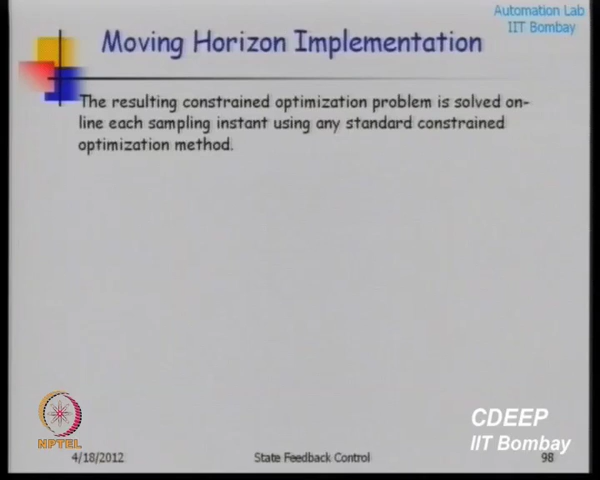 Automation Lab
IIT Bombay
Moving Horizon Implementation
The resulting constrained optimization problem is solved on-
line each sampling instant using any standard constrained
optimization method.
NPTEL
CDEEP
IIT Bombay
4/18/2012
State Feedback Control
98